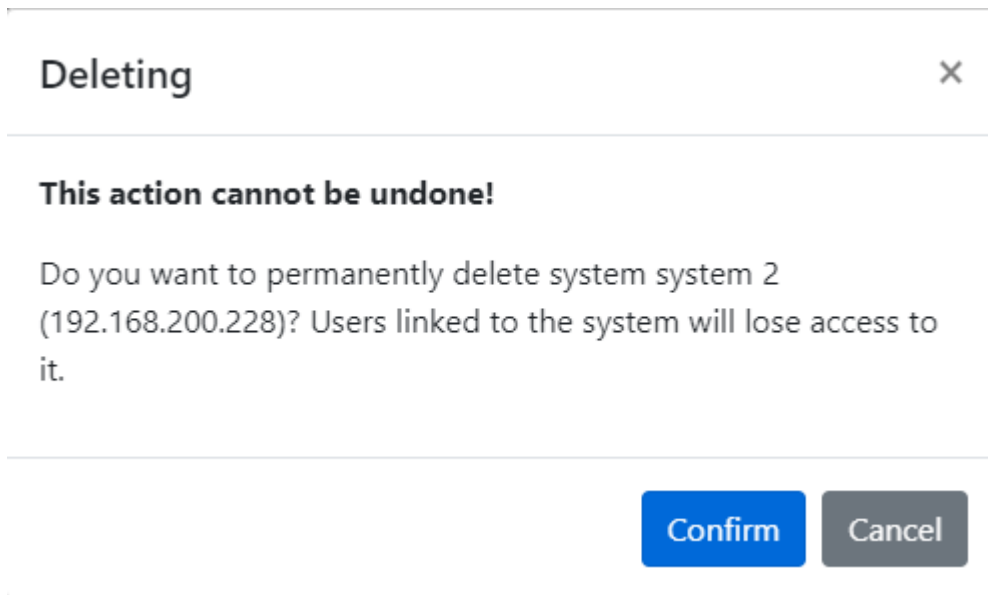 Deleting
×
This action cannot be undone!
Do you want to permanently delete system system 2
(192.168.200.228)? Users linked to the system will lose access to
it.
Confirm
Cancel